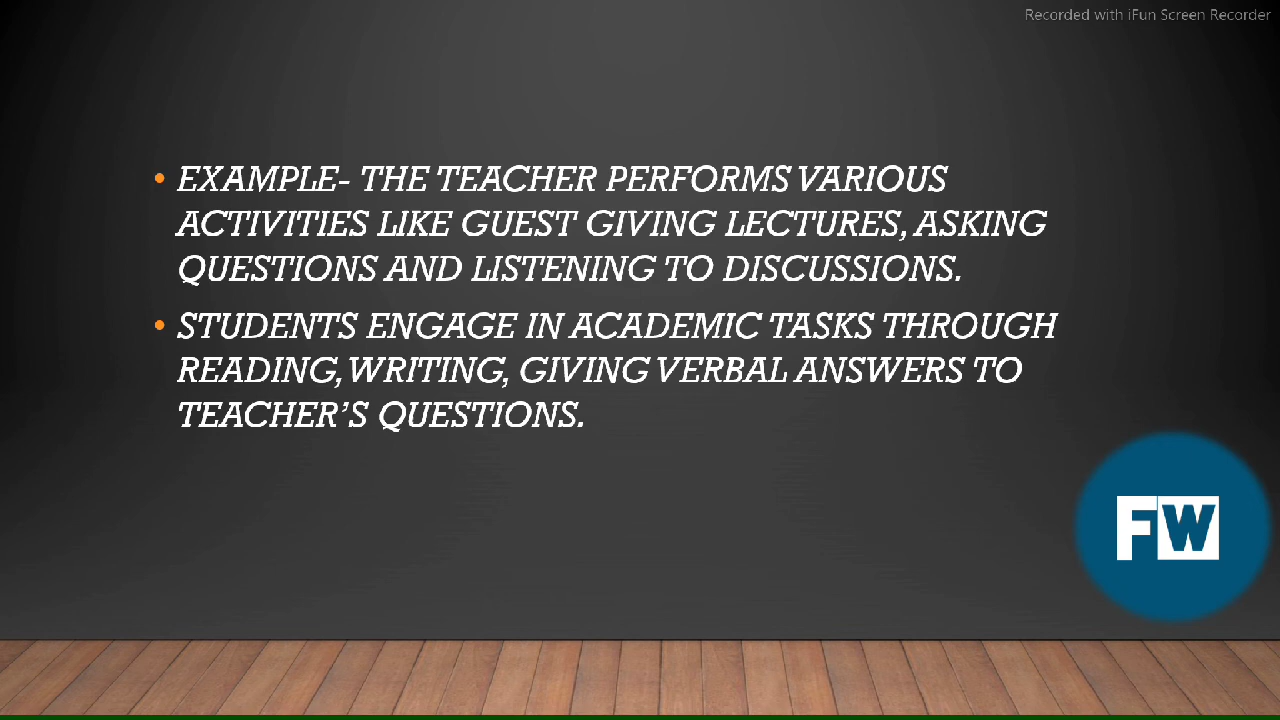 Recorded with iFun Screen Recorder
• EXAMPLE- THE TEACHER PERFORMS VARIOUS
ACTIVITIES LIKE GUEST GIVING LECTURES, ASKING
QUESTIONS AND LISTENING TO DISCUSSIONS.
• STUDENTS ENGAGE IN ACADEMIC TASKS THROUGH
READING, WRITING, GIVING VERBAL ANSWERS TO
TEACHER’S QUESTIONS.
FW